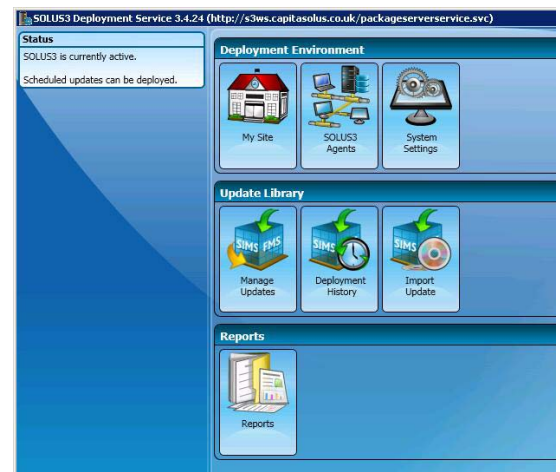 SOLUS3 Deployment Service 3.4.24 (http://s3ws.capitasolus.co.uk/packageserverservice.svc)
Status
SOLUS3 is currently active.
Scheduled updates can be deployed.
Deployment Environment
My Site
SOLUS3
Agents
System
Settings
Update Library
SIMS FMS
Manage
Updates
SIMS
Deployment
History
SIMS
Import
Update
Reports
Reports